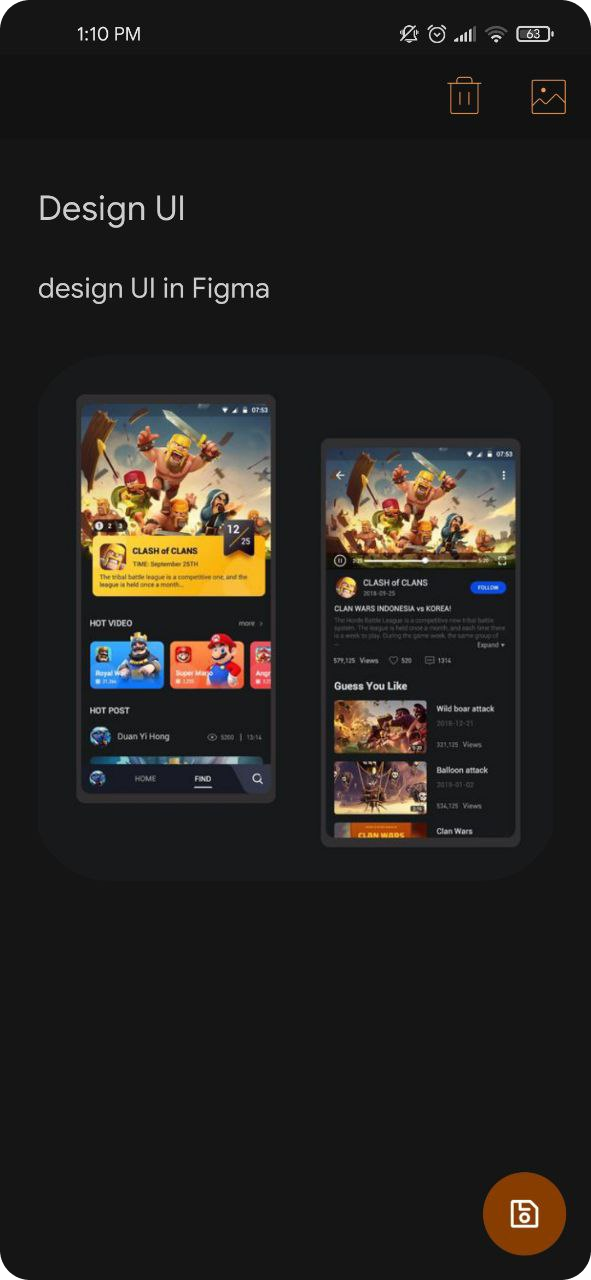 1:10 PM
63
Design UI
design UI in Figma
07:53
1 2 3
12
25
CLASH of CLANS
TIME: September 25TH
The tribal battle league is a competitive one, and the
league is held once a month...
HOT VIDEO
more >
Royal
Super Mario
Angr
HOT POST
Duan Yi Hong
5200 | 13:14
HOME
FIND
07:53
5:20
CLASH of CLANS
2018-09-25
FOLLOW
CLAN WARS INDONESIA vs KOREA!
The Horde Battle League is a competitive new tribal battle
system. The league is held once a month, and each time there
is a week to play. During the game week, the same group of
...
Expand
579,125 Views
520
1314
Guess You Like
Wild boar attack
2018-12-21
321,125 Views
Balloon attack
2019-01-02
534,125 Views
Clan Wars
CLAN WARS